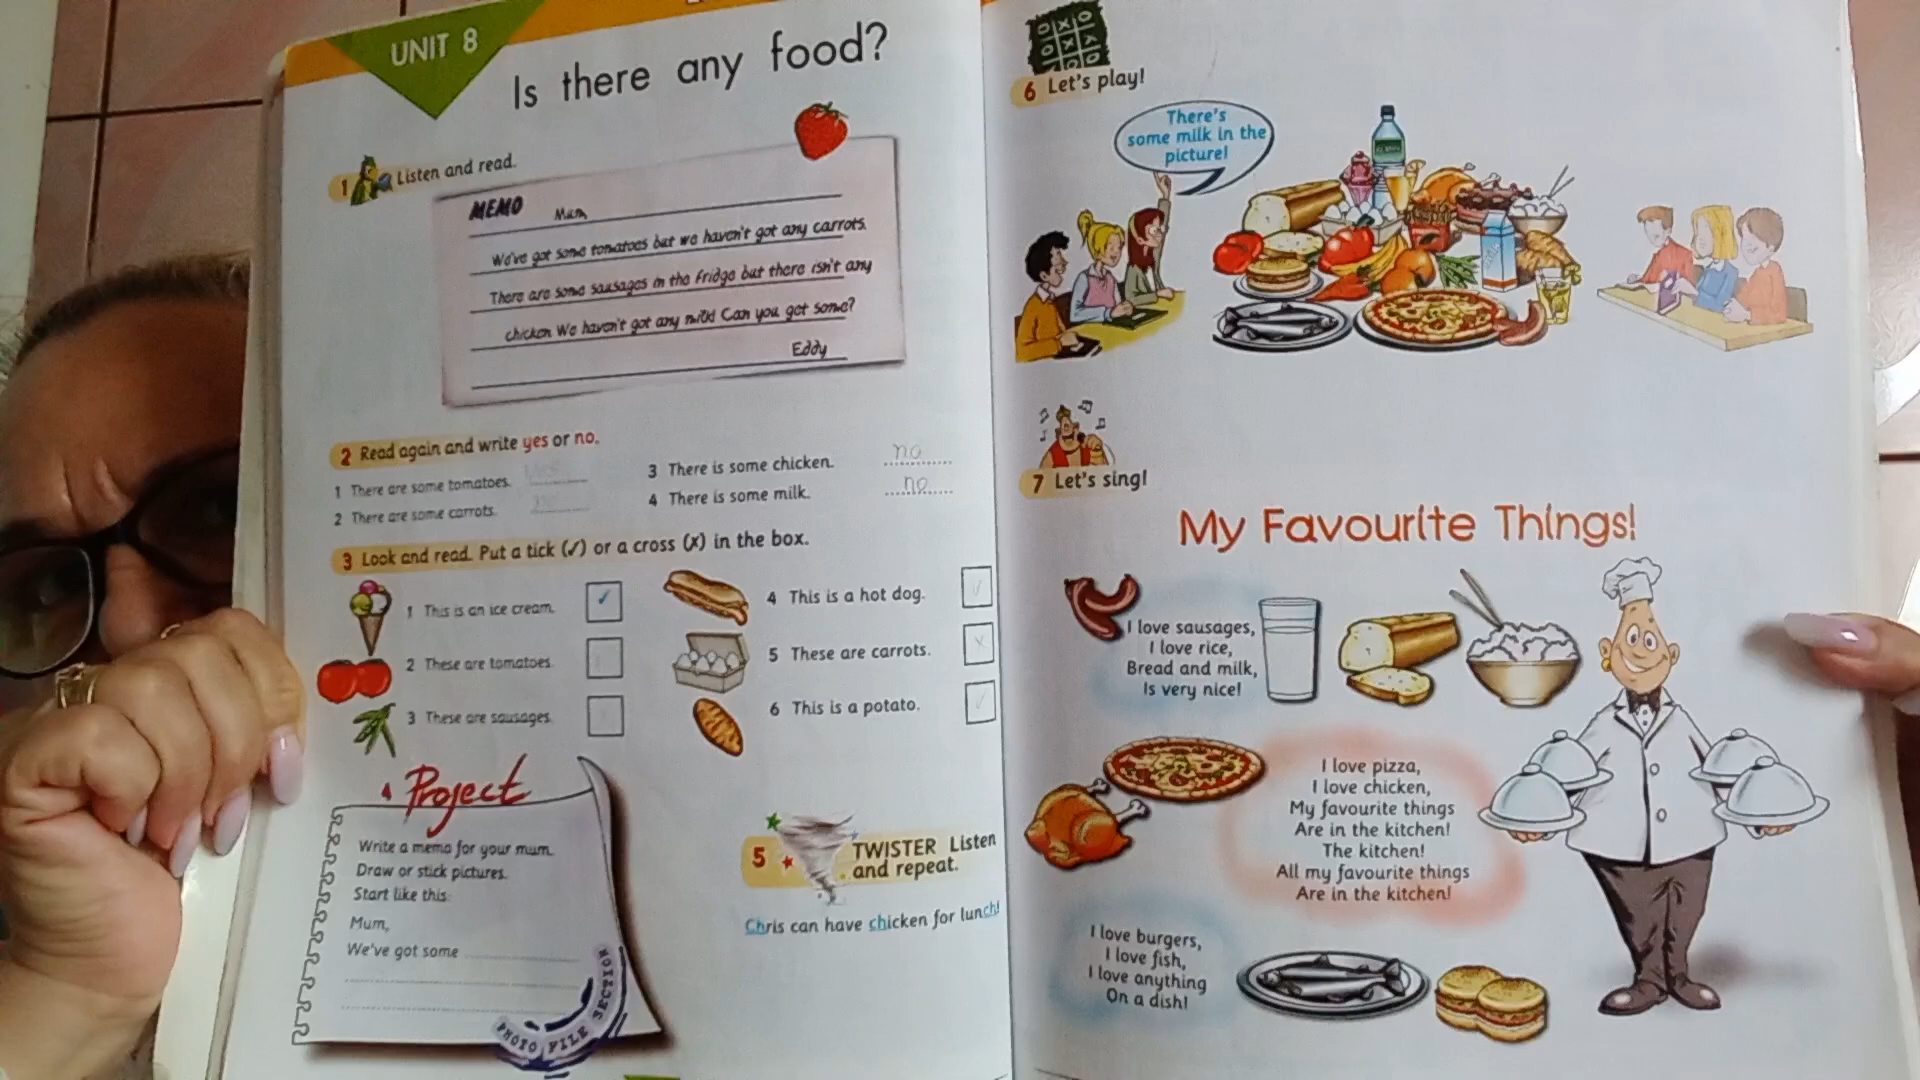 UNIT 8
Is there any food?
1 Listen and read.
MEMO
Mum,
We've got some tomatoes but we haven't got any carrots.
There are some sausages in the fridge but there isn't any
chicken. We haven't got any milk! Can you get some?
Eddy
2 Read again and write yes or no.
1 There are some tomatoes.
2 There are some carrots.
3 There is some chicken. no
4 There is some milk. no
3 Look and read. Put a tick (✓) or a cross (x) in the box.
1 This is an ice cream. ✓
2 These are tomatoes.
3 These are sausages.
4 This is a hot dog. ✓
5 These are carrots. x
6 This is a potato. ✓
4 Project
Write a memo for your mum.
Draw or stick pictures.
Start like this:
Mum,
We've got some
PHOTO FILE SECTION
5 TWISTER Listen
and repeat.
Chris can have chicken for lunch!
6 Let's play!
There's
some milk in the
picture!
7 Let's sing!
My Favourite Things!
I love sausages,
I love rice,
Bread and milk,
Is very nice!
I love pizza,
I love chicken,
My favourite things
Are in the kitchen!
The kitchen!
All my favourite things
Are in the kitchen!
I love burgers,
I love fish,
I love anything
On a dish!